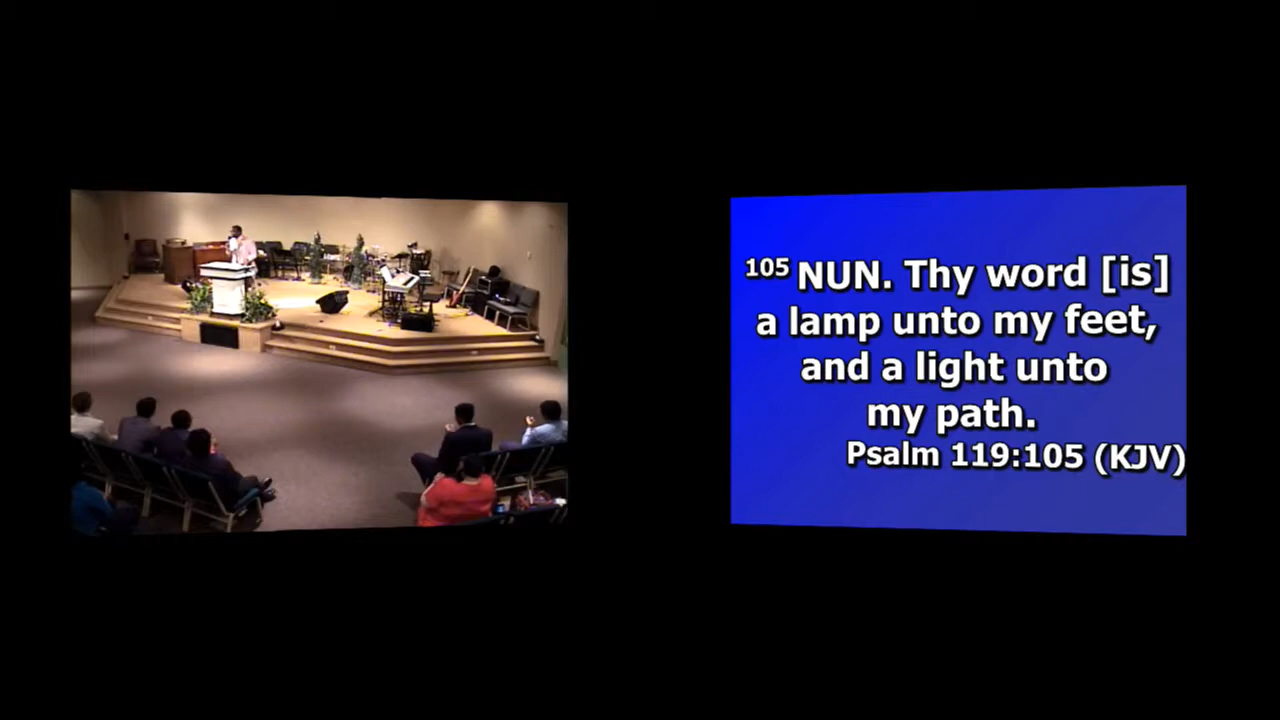 105 NUN. Thy word [is]
a lamp unto my feet,
and a light unto
my path.
Psalm 119:105 (KJV)